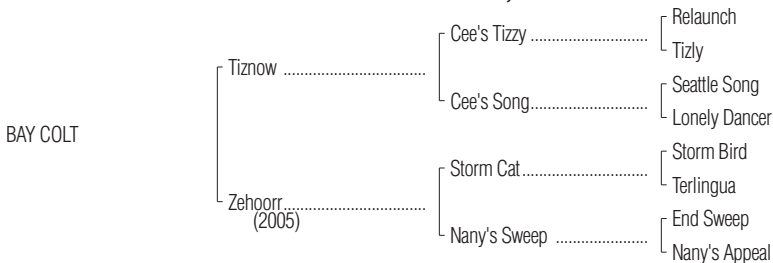 Relaunch
Cee's Tizzy ..............................
Tizly
Tiznow ....................................
Seattle Song
Cee's Song..............................
Lonely Dancer
BAY COLT
Storm Bird
Storm Cat................................
Terlingua
Zehoorr....................................
(2005)
End Sweep
Nany's Sweep .......................
Nany's Appeal